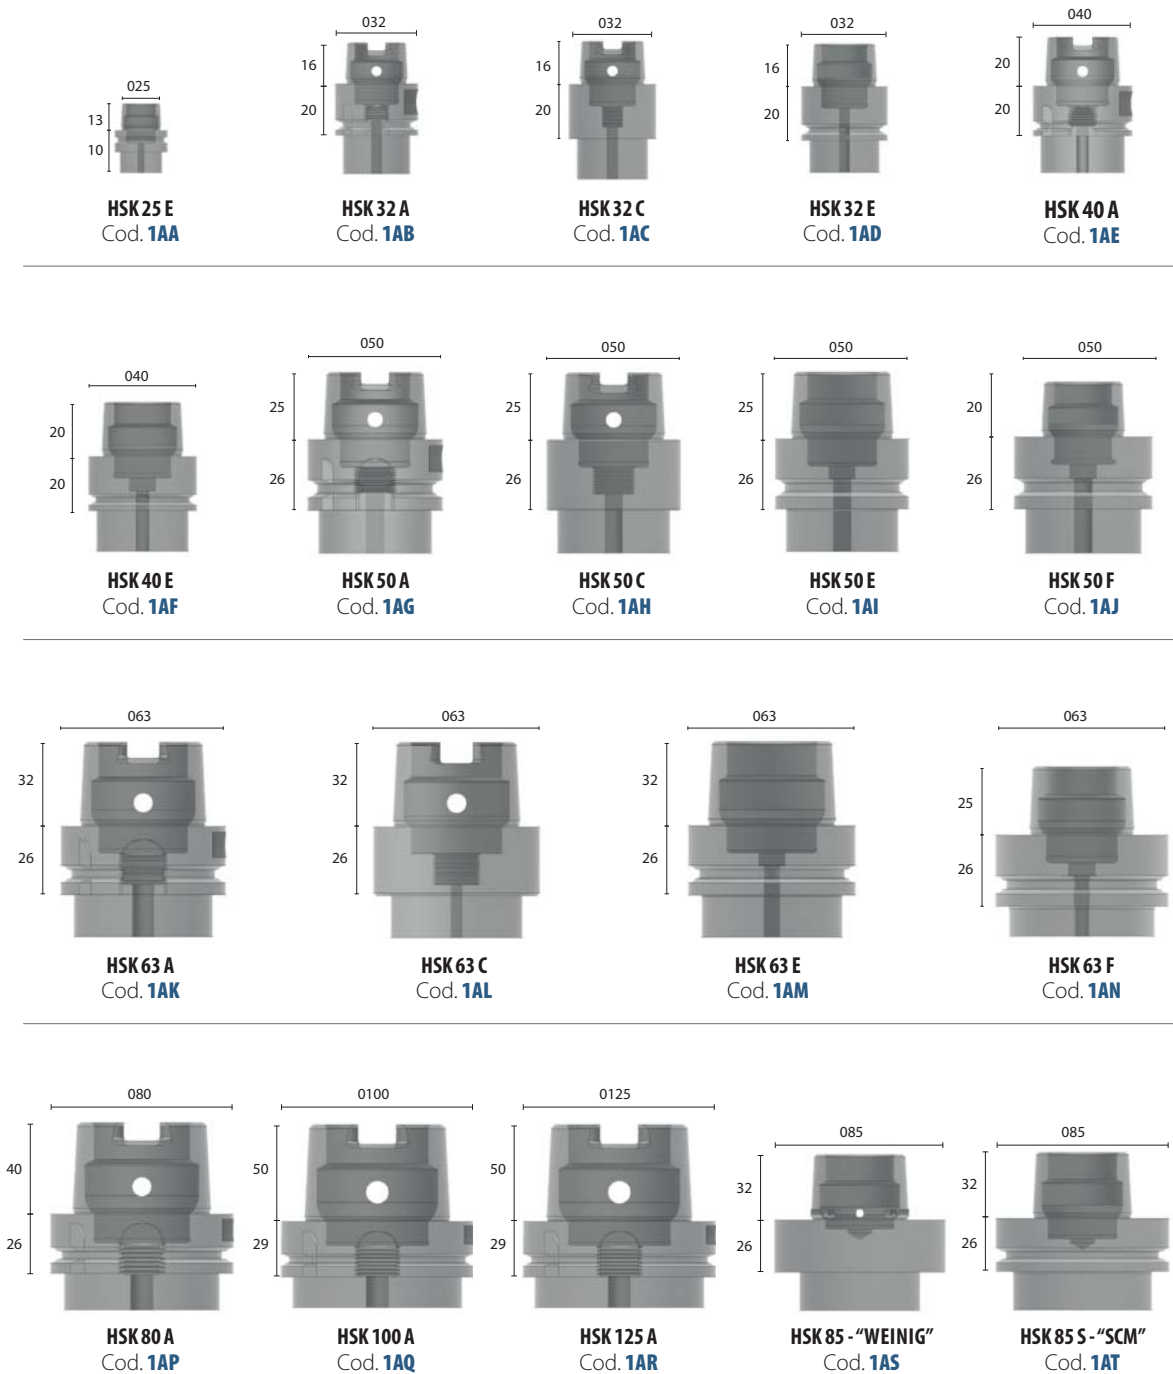 032
032
032
040
025
16
16
16
20
13
20
20
20
20
10
HSK 25 E
HSK 32 A
HSK 32 C
HSK 32 E
HSK 40 A
Cod. 1AA
Cod. 1AB
Cod. 1AC
Cod. 1AD
Cod. 1AE
040
050
050
050
050
20
25
25
25
20
20
26
26
26
26
HSK 40 E
HSK 50 A
HSK 50 C
HSK 50 E
HSK 50 F
Cod. 1AF
Cod. 1AG
Cod. 1AH
Cod. 1AI
Cod. 1AJ
063
063
063
063
32
32
32
25
26
26
26
26
HSK 63 A
HSK 63 C
HSK 63 E
HSK 63 F
Cod. 1AK
Cod. 1AL
Cod. 1AM
Cod. 1AN
080
0100
0125
085
085
40
50
50
32
32
26
29
29
26
26
HSK 80 A
HSK 100 A
HSK 125 A
HSK 85 - “WEINIG”
HSK 85 S - “SCM”
Cod. 1AP
Cod. 1AQ
Cod. 1AR
Cod. 1AS
Cod. 1AT